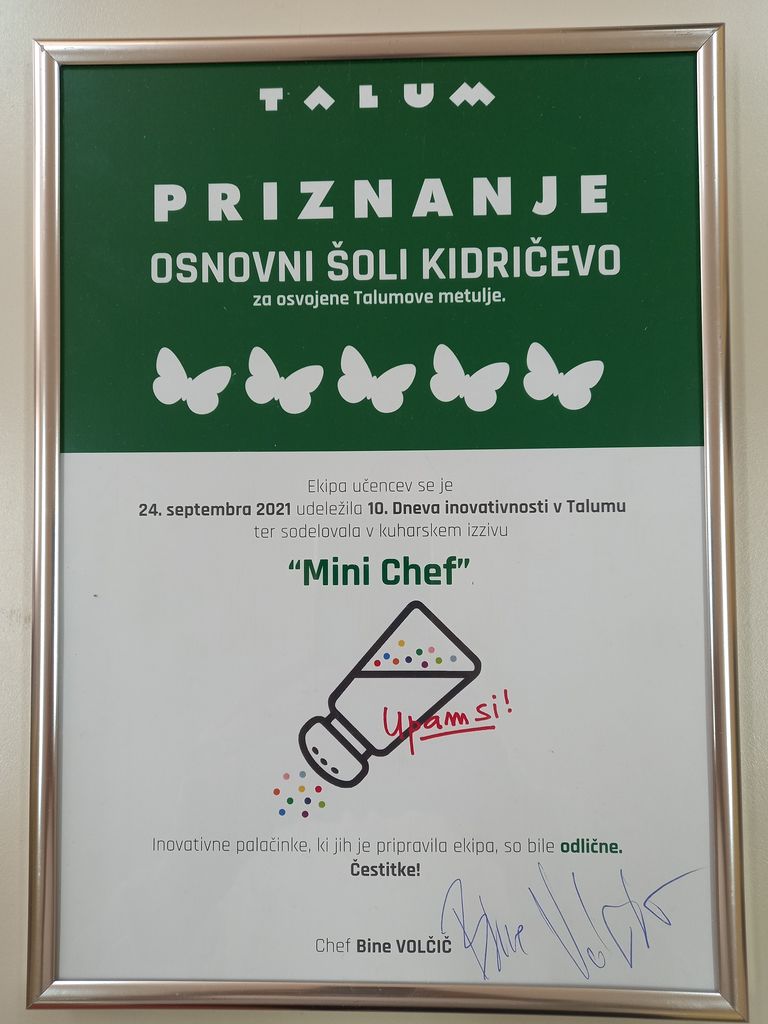 TALUM
PRIZNANJE
OSNOVNI ŠOLI KIDRIČEVO
za osvojene Talumove metulje.
Ekipa učencev se je
24. septembra 2021 udeležila 10. Dneva inovativnosti v Talumu
ter sodelovala v kuharskem izzivu
“Mini Chef”
Upam si!
Inovativne palačinke, ki jih je pripravila ekipa, so bile odlične.
Čestitke!
Chef Bine VOLČIČ